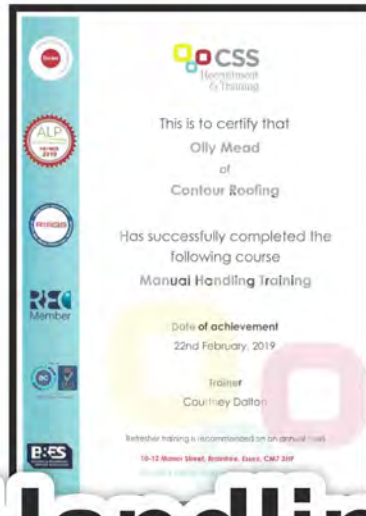 CSS
Recruitment
& Training
This is to certify that
Olly Mead
of
Contour Roofing
Has successfully completed the
following course
Manual Handling Training
Date of achievement
22nd February, 2019
Trainer
Courtney Dalton
Refresher training is recommended on an annual basis
10-12 Manor Street, Braintree, Essex, CM7 3HP
ALP
MEMBER
2019
REC
Member